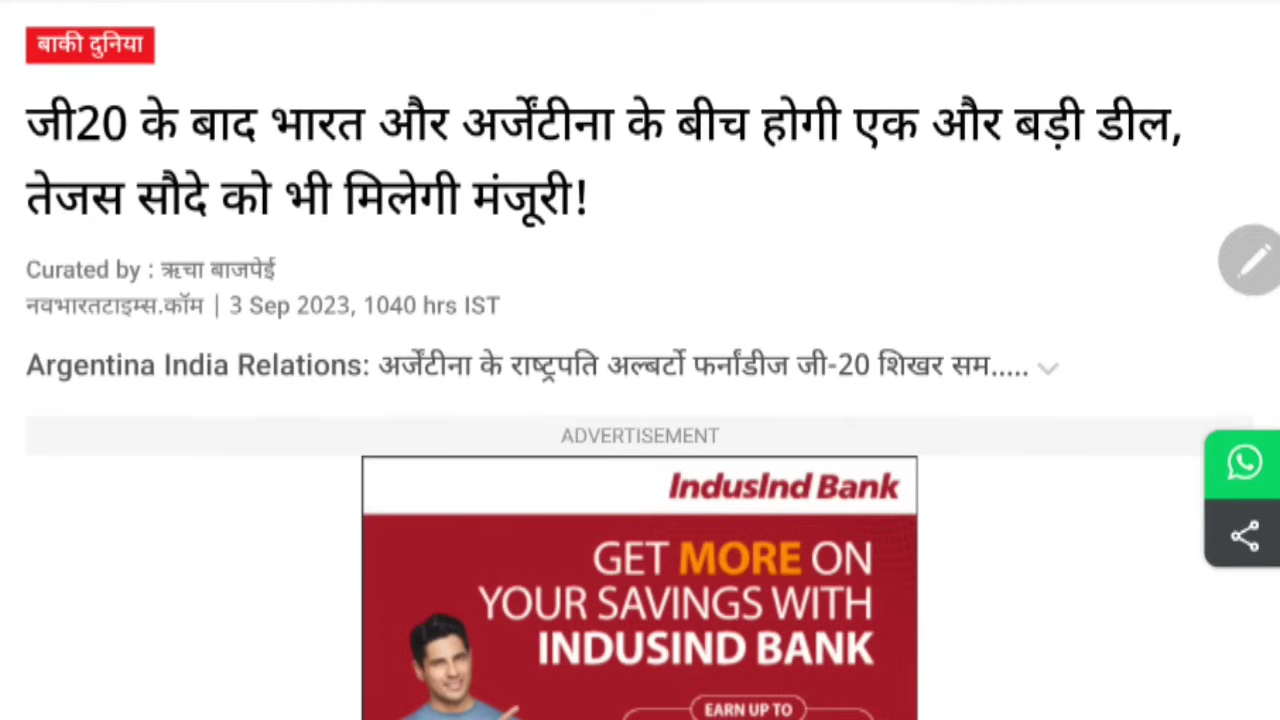 बाकी दुनिया
जी20 के बाद भारत और अर्जेंटीना के बीच होगी एक और बड़ी डील,
तेजस सौदे को भी मिलेगी मंजूरी!
Curated by : ऋचा बाजपेई
नवभारतटाइम्स.कॉम | 3 Sep 2023, 1040 hrs IST
Argentina India Relations: अर्जेंटीना के राष्ट्रपति अल्बर्टो फर्नांडीज जी-20 शिखर सम.....
ADVERTISEMENT
IndusInd Bank
GET MORE ON
YOUR SAVINGS WITH
INDUSIND BANK
EARN UP TO